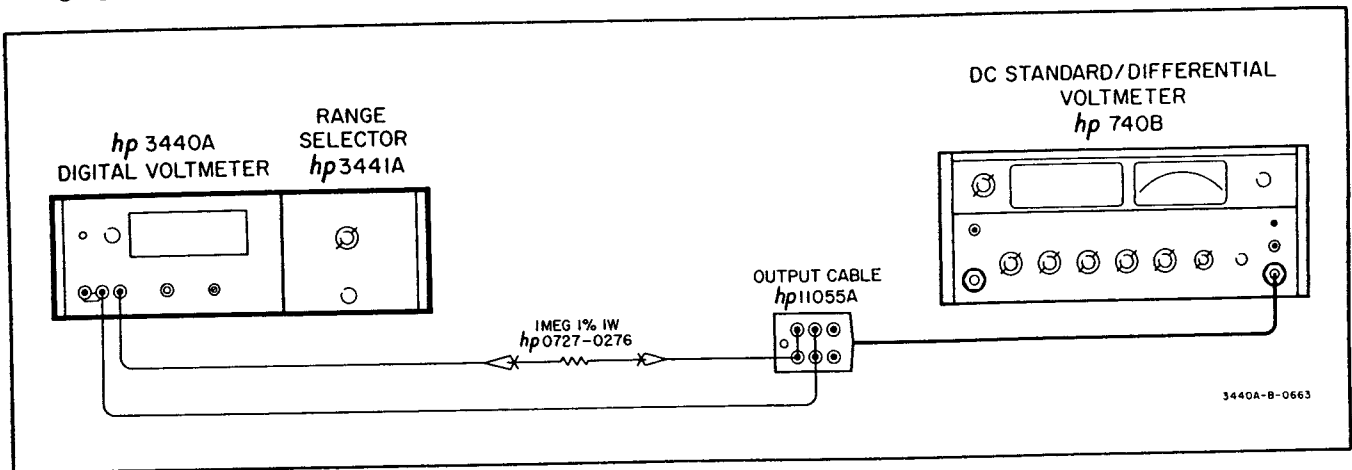 hp 3440A
DIGITAL VOLTMETER
RANGE
SELECTOR
hp 3441A
DC STANDARD/DIFFERENTIAL
VOLTMETER
hp 740B
OUTPUT CABLE
hp 11055A
1MEG 1% 1W
hp 0727-0276
3440A-B-0663